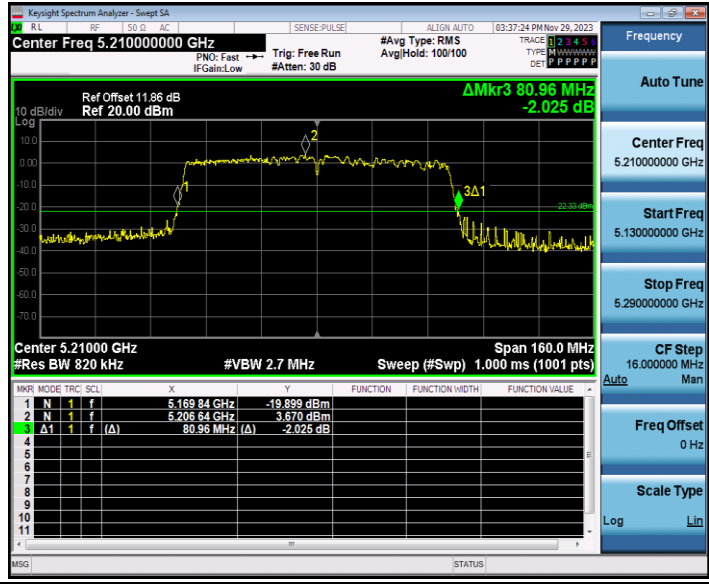 Keysight Spectrum Analyzer - Swept SA
RL RF 50 Ω AC SENSE:PULSE ALIGN AUTO 03:37:24 PM Nov 29, 2023
Center Freq 5.210000000 GHz
PNO: Fast
IFGain:Low
Trig: Free Run
#Atten: 30 dB
#Avg Type: RMS
Avg|Hold: 100/100
TRACE 1 2 3 4 5 6
TYPE M W W W W W
DET P P P P P P
ΔMkr3 80.96 MHz
-2.025 dB
Ref Offset 11.86 dB
10 dB/div Ref 20.00 dBm
Log
10.0
0.00
-10.0
-20.0
-30.0
-40.0
-50.0
-60.0
-70.0
1
2
3Δ1
-22.33 dBm
Center 5.21000 GHz Span 160.0 MHz
#Res BW 820 kHz #VBW 2.7 MHz Sweep (#Swp) 1.000 ms (1001 pts)
MKR MODE TRC SCL X Y FUNCTION FUNCTION WIDTH FUNCTION VALUE
1 N 1 f 5.169 84 GHz -19.899 dBm
2 N 1 f 5.206 64 GHz 3.670 dBm
3 Δ1 1 f (Δ) 80.96 MHz (Δ) -2.025 dB
4
5
6
7
8
9
10
11
MSG STATUS
Frequency
Auto Tune
Center Freq
5.210000000 GHz
Start Freq
5.130000000 GHz
Stop Freq
5.290000000 GHz
CF Step
16.000000 MHz
Auto Man
Freq Offset
0 Hz
Scale Type
Log Lin